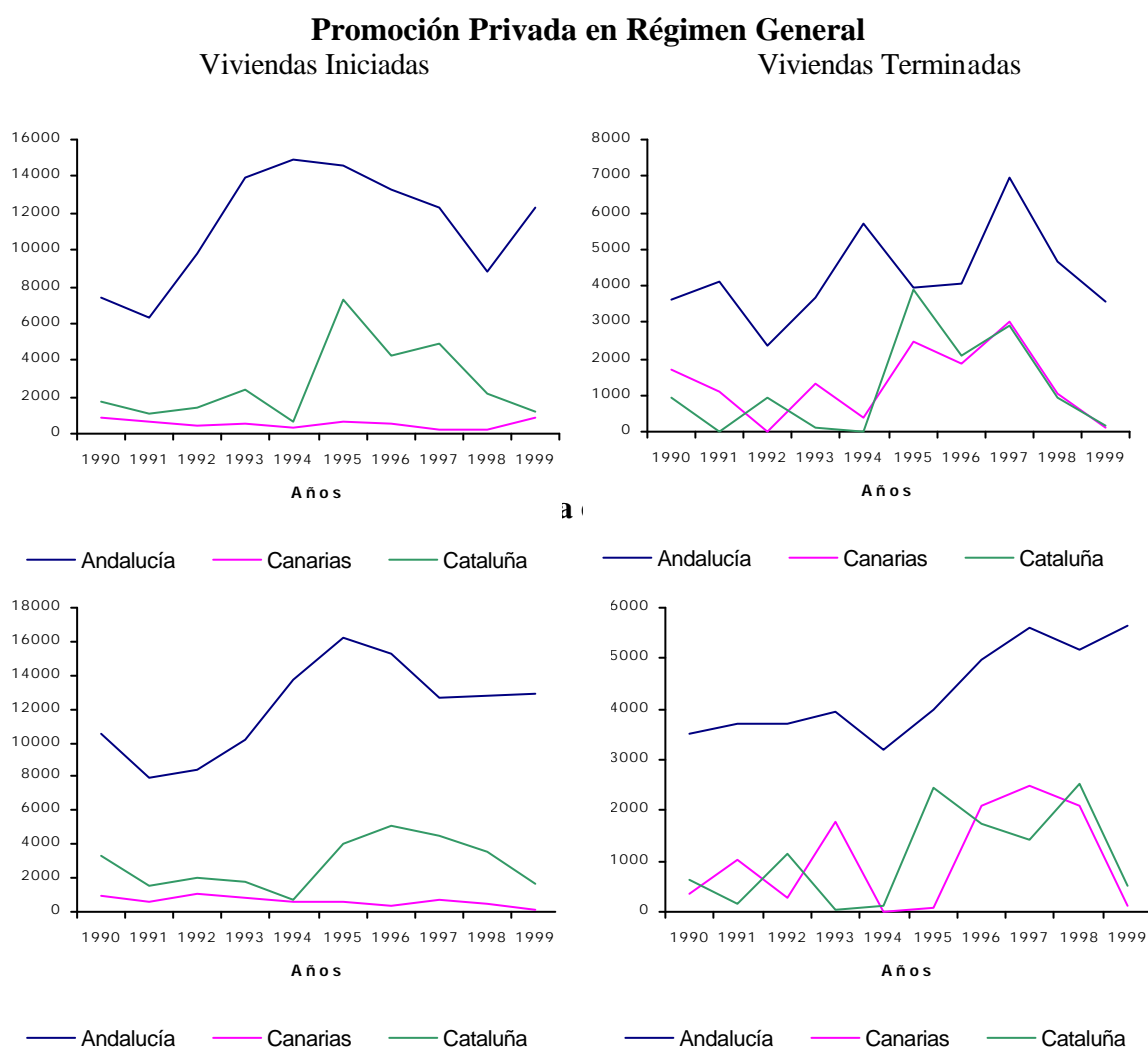 Promoción Privada en Régimen General
Viviendas Iniciadas
Viviendas Terminadas
16000
14000
12000
10000
8000
6000
4000
2000
0
1990 1991 1992 1993 1994 1995 1996 1997 1998 1999
Años
Andalucía Canarias Cataluña
8000
7000
6000
5000
4000
3000
2000
1000
0
1990 1991 1992 1993 1994 1995 1996 1997 1998 1999
Años
Andalucía Canarias Cataluña
18000
16000
14000
12000
10000
8000
6000
4000
2000
0
1990 1991 1992 1993 1994 1995 1996 1997 1998 1999
Años
Andalucía Canarias Cataluña
6000
5000
4000
3000
2000
1000
0
1990 1991 1992 1993 1994 1995 1996 1997 1998 1999
Años
Andalucía Canarias Cataluña